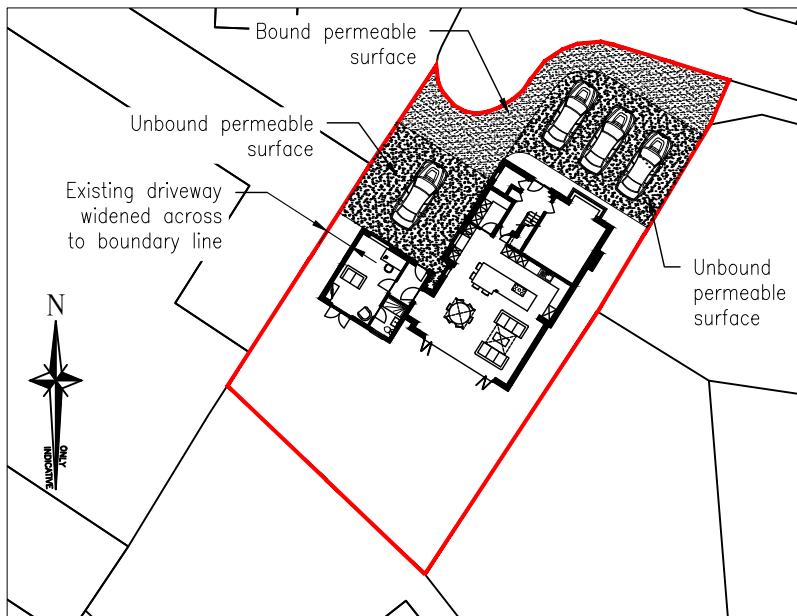 Bound permeable
surface
Unbound permeable
surface
Existing driveway
widened across
to boundary line
Unbound
permeable
surface
N
ONLY
INDICATIVE